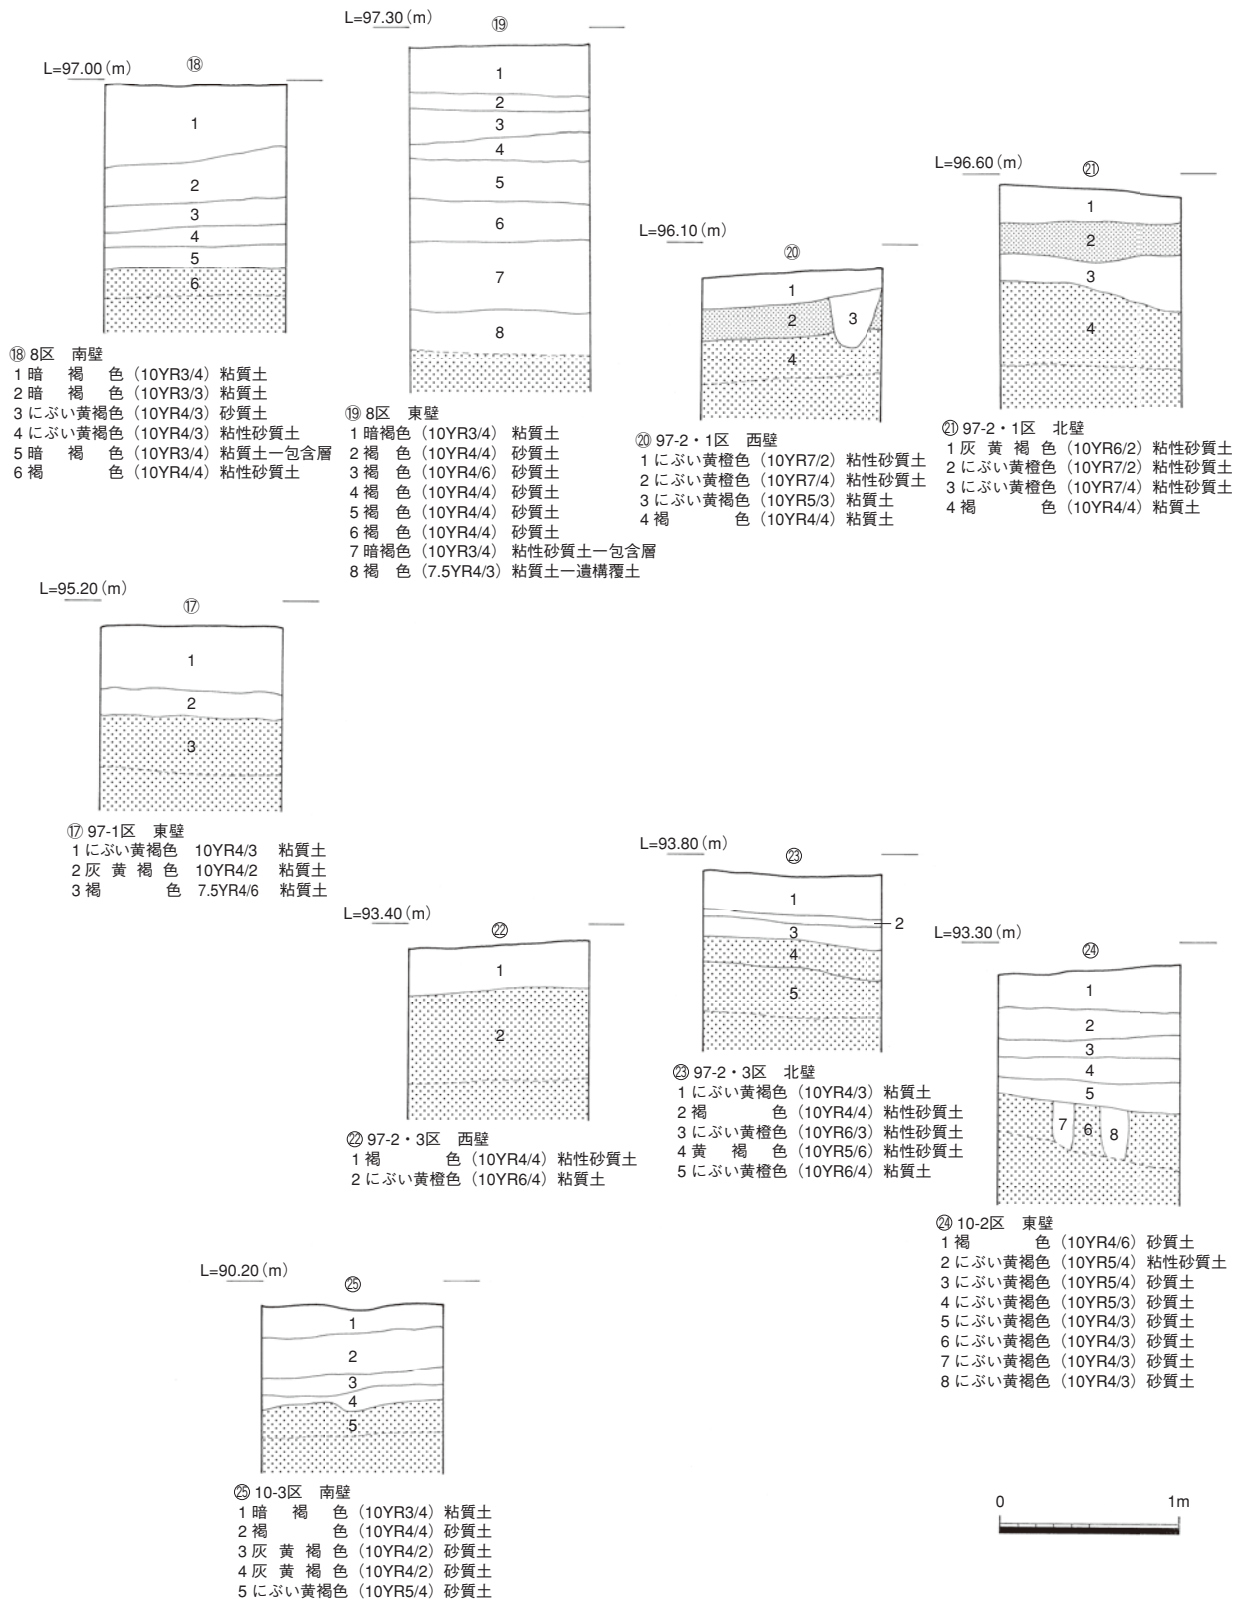 L=97.00(m)
⑱
1
2
3
4
5
6
⑱ 8区 南壁
1 暗褐色(10YR3/4)粘質土
2 暗褐色(10YR3/3)粘質土
3 にぶい黄褐色(10YR4/3)砂質土
4 にぶい黄褐色(10YR4/3)粘性砂質土
5 暗褐色(10YR3/4)粘質土ー包含層
6 褐色(10YR4/4)粘性砂質土
L=97.30(m)
⑲
1
2
3
4
5
6
7
8
⑲ 8区 東壁
1 暗褐色(10YR3/4) 粘質土
2 褐色(10YR4/4) 砂質土
3 褐色(10YR4/6) 砂質土
4 褐色(10YR4/4) 砂質土
5 褐色(10YR4/4) 砂質土
6 褐色(10YR4/4) 砂質土
7 暗褐色(10YR3/4) 粘性砂質土ー包含層
8 褐色(7.5YR4/3) 粘質土ー遺構覆土
L=96.10(m)
⑳
1
2
3
4
⑳ 97-2・1区 西壁
1 にぶい黄橙色(10YR7/2)粘性砂質土
2 にぶい黄橙色(10YR7/4)粘性砂質土
3 にぶい黄褐色(10YR5/3)粘質土
4 褐色(10YR4/4)粘質土
L=96.60(m)
㉑
1
2
3
4
㉑ 97-2・1区 北壁
1 灰黄褐色(10YR6/2)粘性砂質土
2 にぶい黄橙色(10YR7/2)粘性砂質土
3 にぶい黄橙色(10YR7/4)粘性砂質土
4 褐色(10YR4/4)粘質土
L=95.20(m)
⑰
1
2
3
⑰ 97-1区 東壁
1 にぶい黄褐色 10YR4/3 粘質土
2 灰黄褐色 10YR4/2 粘質土
3 褐色 7.5YR4/6 粘質土
L=93.40(m)
㉒
1
2
㉒ 97-2・3区 西壁
1 褐色(10YR4/4)粘性砂質土
2 にぶい黄橙色(10YR6/4)粘質土
L=93.80(m)
㉓
1
2
3
4
5
㉓ 97-2・3区 北壁
1 にぶい黄褐色(10YR4/3)粘質土
2 褐色(10YR4/4)粘性砂質土
3 にぶい黄橙色(10YR6/3)粘性砂質土
4 黄褐色(10YR5/6)粘性砂質土
5 にぶい黄橙色(10YR6/4)粘質土
L=93.30(m)
㉔
1
2
3
4
5
7 6 8
㉔ 10-2区 東壁
1 褐色(10YR4/6)砂質土
2 にぶい黄褐色(10YR5/4)粘性砂質土
3 にぶい黄褐色(10YR5/4)砂質土
4 にぶい黄褐色(10YR5/3)砂質土
5 にぶい黄褐色(10YR4/3)砂質土
6 にぶい黄褐色(10YR4/3)砂質土
7 にぶい黄褐色(10YR4/3)砂質土
8 にぶい黄褐色(10YR4/3)砂質土
L=90.20(m)
㉕
1
2
3
4
5
㉕ 10-3区 南壁
1 暗褐色(10YR3/4)粘質土
2 褐色(10YR4/4)砂質土
3 灰黄褐色(10YR4/2)砂質土
4 灰黄褐色(10YR4/2)砂質土
5 にぶい黄褐色(10YR5/4)砂質土
0 1m